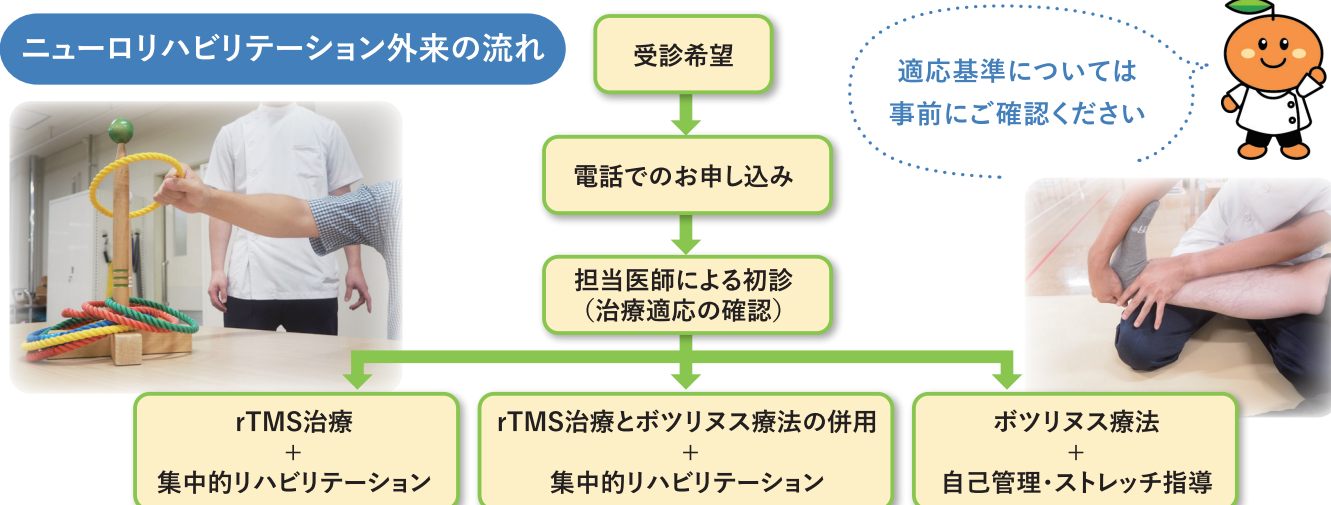 ニューロリハビリテーション外来の流れ
受診希望
適応基準については
事前にご確認ください
電話でのお申し込み
担当医師による初診
（治療適応の確認）
rTMS治療
+
集中的リハビリテーション
rTMS治療とボツリヌス療法の併用
+
集中的リハビリテーション
ボツリヌス療法
+
自己管理・ストレッチ指導